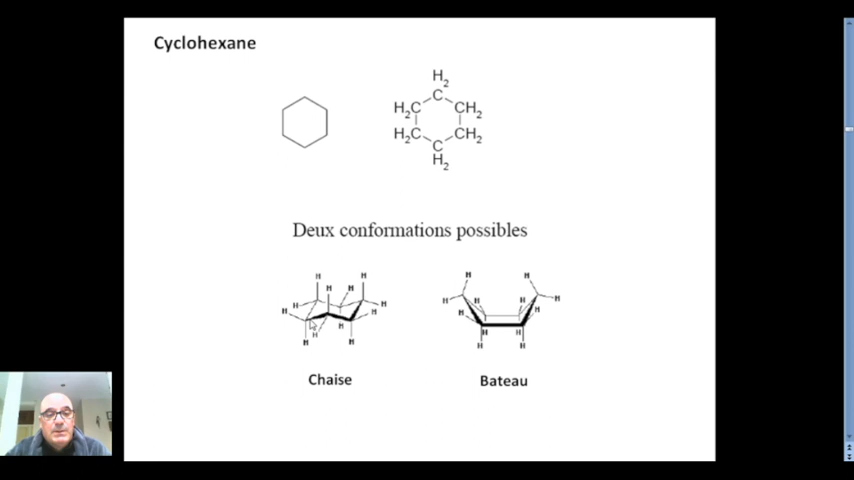 Cyclohexane
H2
C
H2C CH2
H2C CH2
C
H2
Deux conformations possibles
H H H H
H H H H
H H H H
H H
H H H H
H H H H
H H
H H
Chaise Bateau